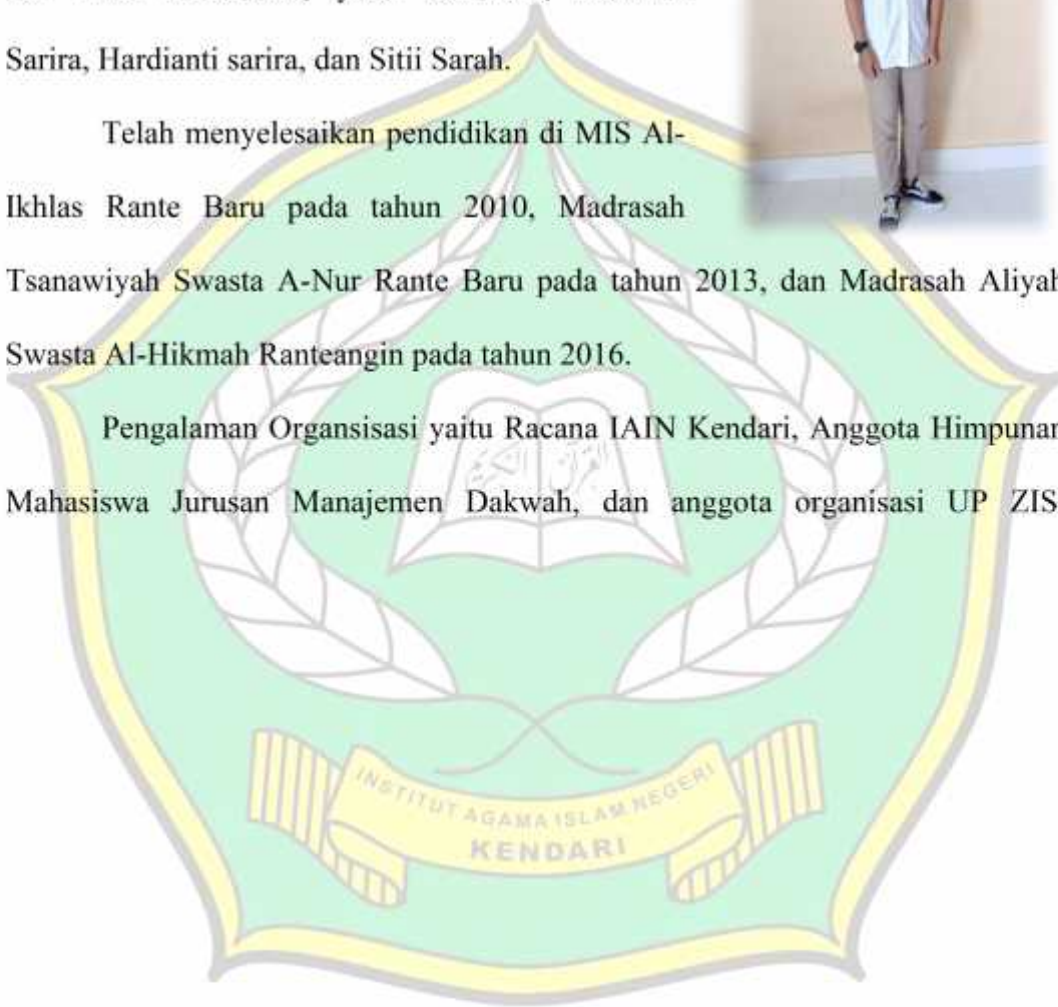 Sarira, Hardianti sarira, dan Sitii Sarah.
Telah menyelesaikan pendidikan di MIS Al-
Ikhlas Rante Baru pada tahun 2010, Madrasah
Tsanawiyah Swasta A-Nur Rante Baru pada tahun 2013, dan Madrasah Aliyah
Swasta Al-Hikmah Ranteangin pada tahun 2016.
Pengalaman Organsisasi yaitu Racana IAIN Kendari, Anggota Himpunan
Mahasiswa Jurusan Manajemen Dakwah, dan anggota organisasi UP ZIS
INSTITUT AGAMA ISLAM NEGERI
KENDARI